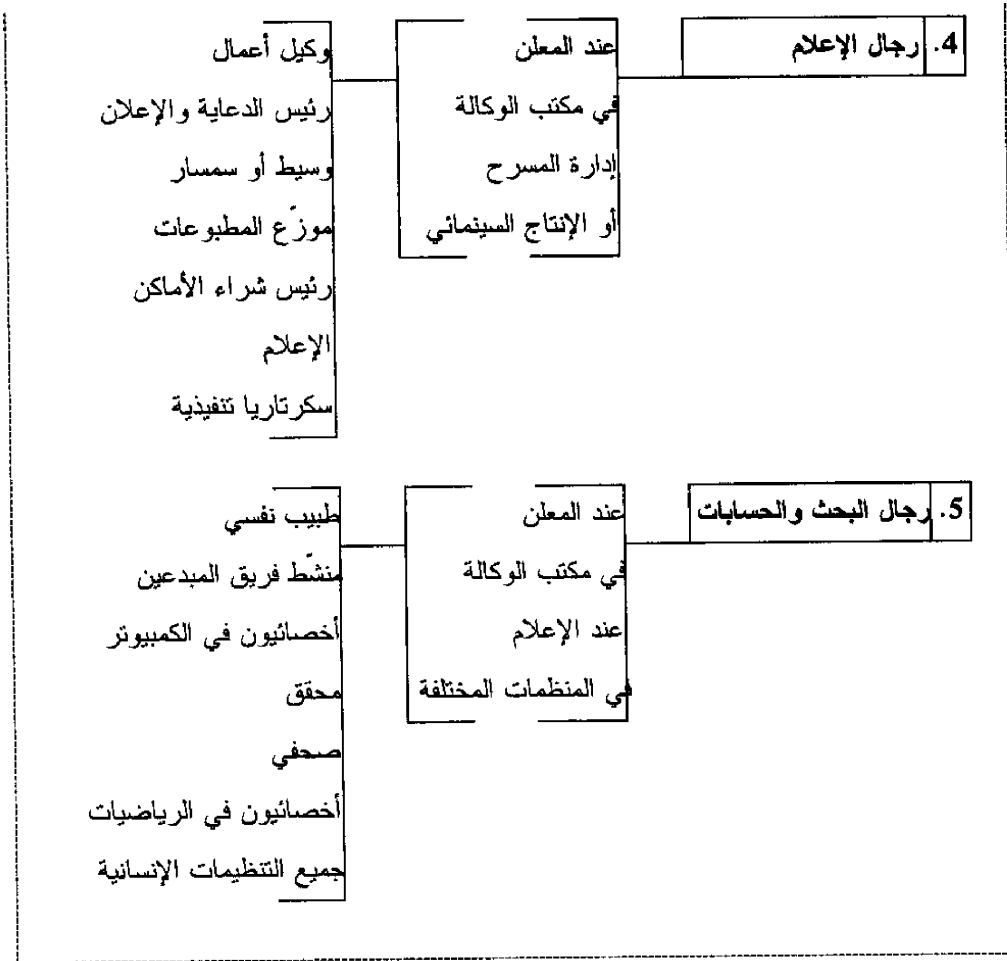 4. رجال الإعلام
عند المعلن
في مكتب الوكالة
إدارة المسرح
أو الإنتاج السينمائي
وكيل أعمال
رئيس الدعاية والإعلان
وسيط أو سمسار
موزّع المطبوعات
رئيس شراء الأماكن
الإعلام
سكرتاريا تنفيذية
5. رجال البحث والحسابات
عند المعلن
في مكتب الوكالة
عند الإعلام
في المنظمات المختلفة
طبيب نفسي
منشّط فريق المبدعين
أخصائيون في الكمبيوتر
محقق
صحفي
أخصائيون في الرياضيات
جميع التنظيمات الإنسانية